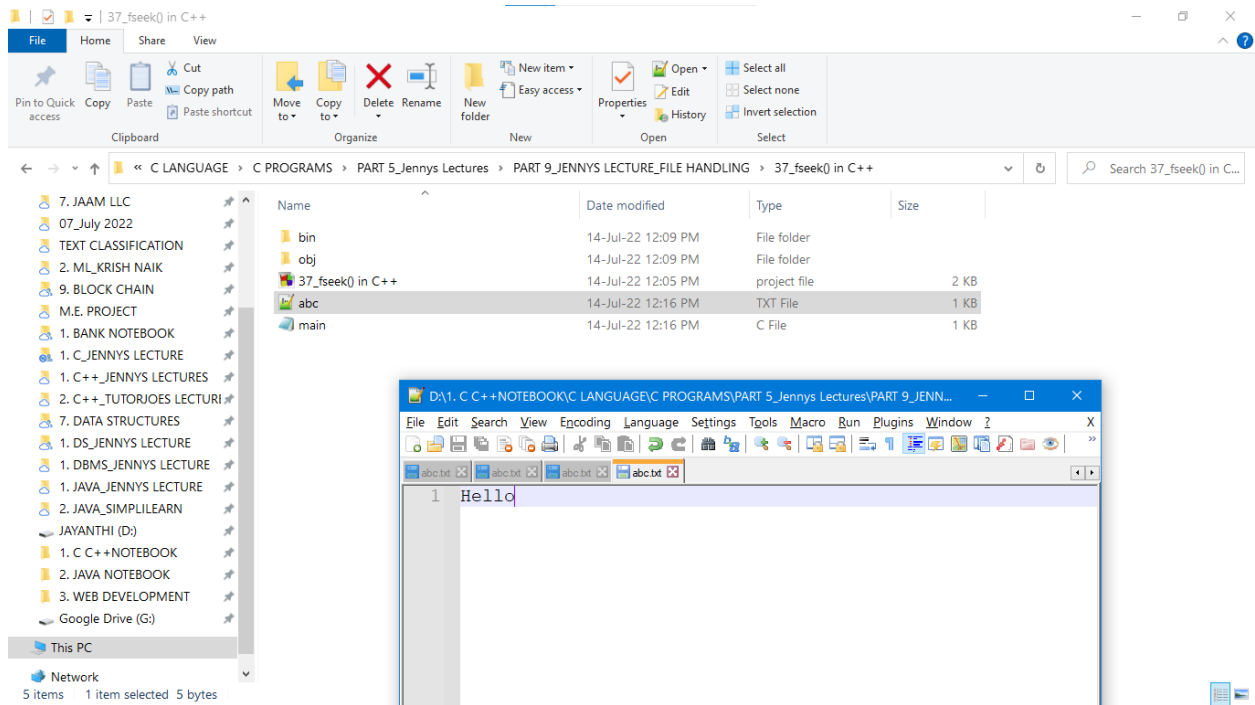 37_fseek() in C++
File Home Share View
Pin to Quick access
Copy
Paste
Cut
Copy path
Paste shortcut
Clipboard
Move to
Copy to
Delete
Rename
Organize
New folder
New item
Easy access
New
Properties
Open
Edit
History
Open
Select all
Select none
Invert selection
Select
« C LANGUAGE › C PROGRAMS › PART 5_Jennys Lectures › PART 9_JENNYS LECTURE_FILE HANDLING › 37_fseek() in C++
Search 37_fseek() in C...
7. JAAM LLC
07_July 2022
TEXT CLASSIFICATION
2. ML_KRISH NAIK
9. BLOCK CHAIN
M.E. PROJECT
1. BANK NOTEBOOK
1. C_JENNYS LECTURE
1. C++_JENNYS LECTURES
2. C++_TUTORJOES LECTURE
7. DATA STRUCTURES
1. DS_JENNYS LECTURE
1. DBMS_JENNYS LECTURE
1. JAVA_JENNYS LECTURE
2. JAVA_SIMPLILEARN
JAYANTHI (D:)
1. C C++NOTEBOOK
2. JAVA NOTEBOOK
3. WEB DEVELOPMENT
Google Drive (G:)
This PC
Network
Name Date modified Type Size
bin 14-Jul-22 12:09 PM File folder
obj 14-Jul-22 12:09 PM File folder
37_fseek() in C++ 14-Jul-22 12:05 PM project file 2 KB
abc 14-Jul-22 12:16 PM TXT File 1 KB
main 14-Jul-22 12:16 PM C File 1 KB
D:\1. C C++NOTEBOOK\C LANGUAGE\C PROGRAMS\PART 5_Jennys Lectures\PART 9_JENN...
File Edit Search View Encoding Language Settings Tools Macro Run Plugins Window ? X
abc.txt abc.txt abc.txt abc.txt
1 Hello
5 items 1 item selected 5 bytes